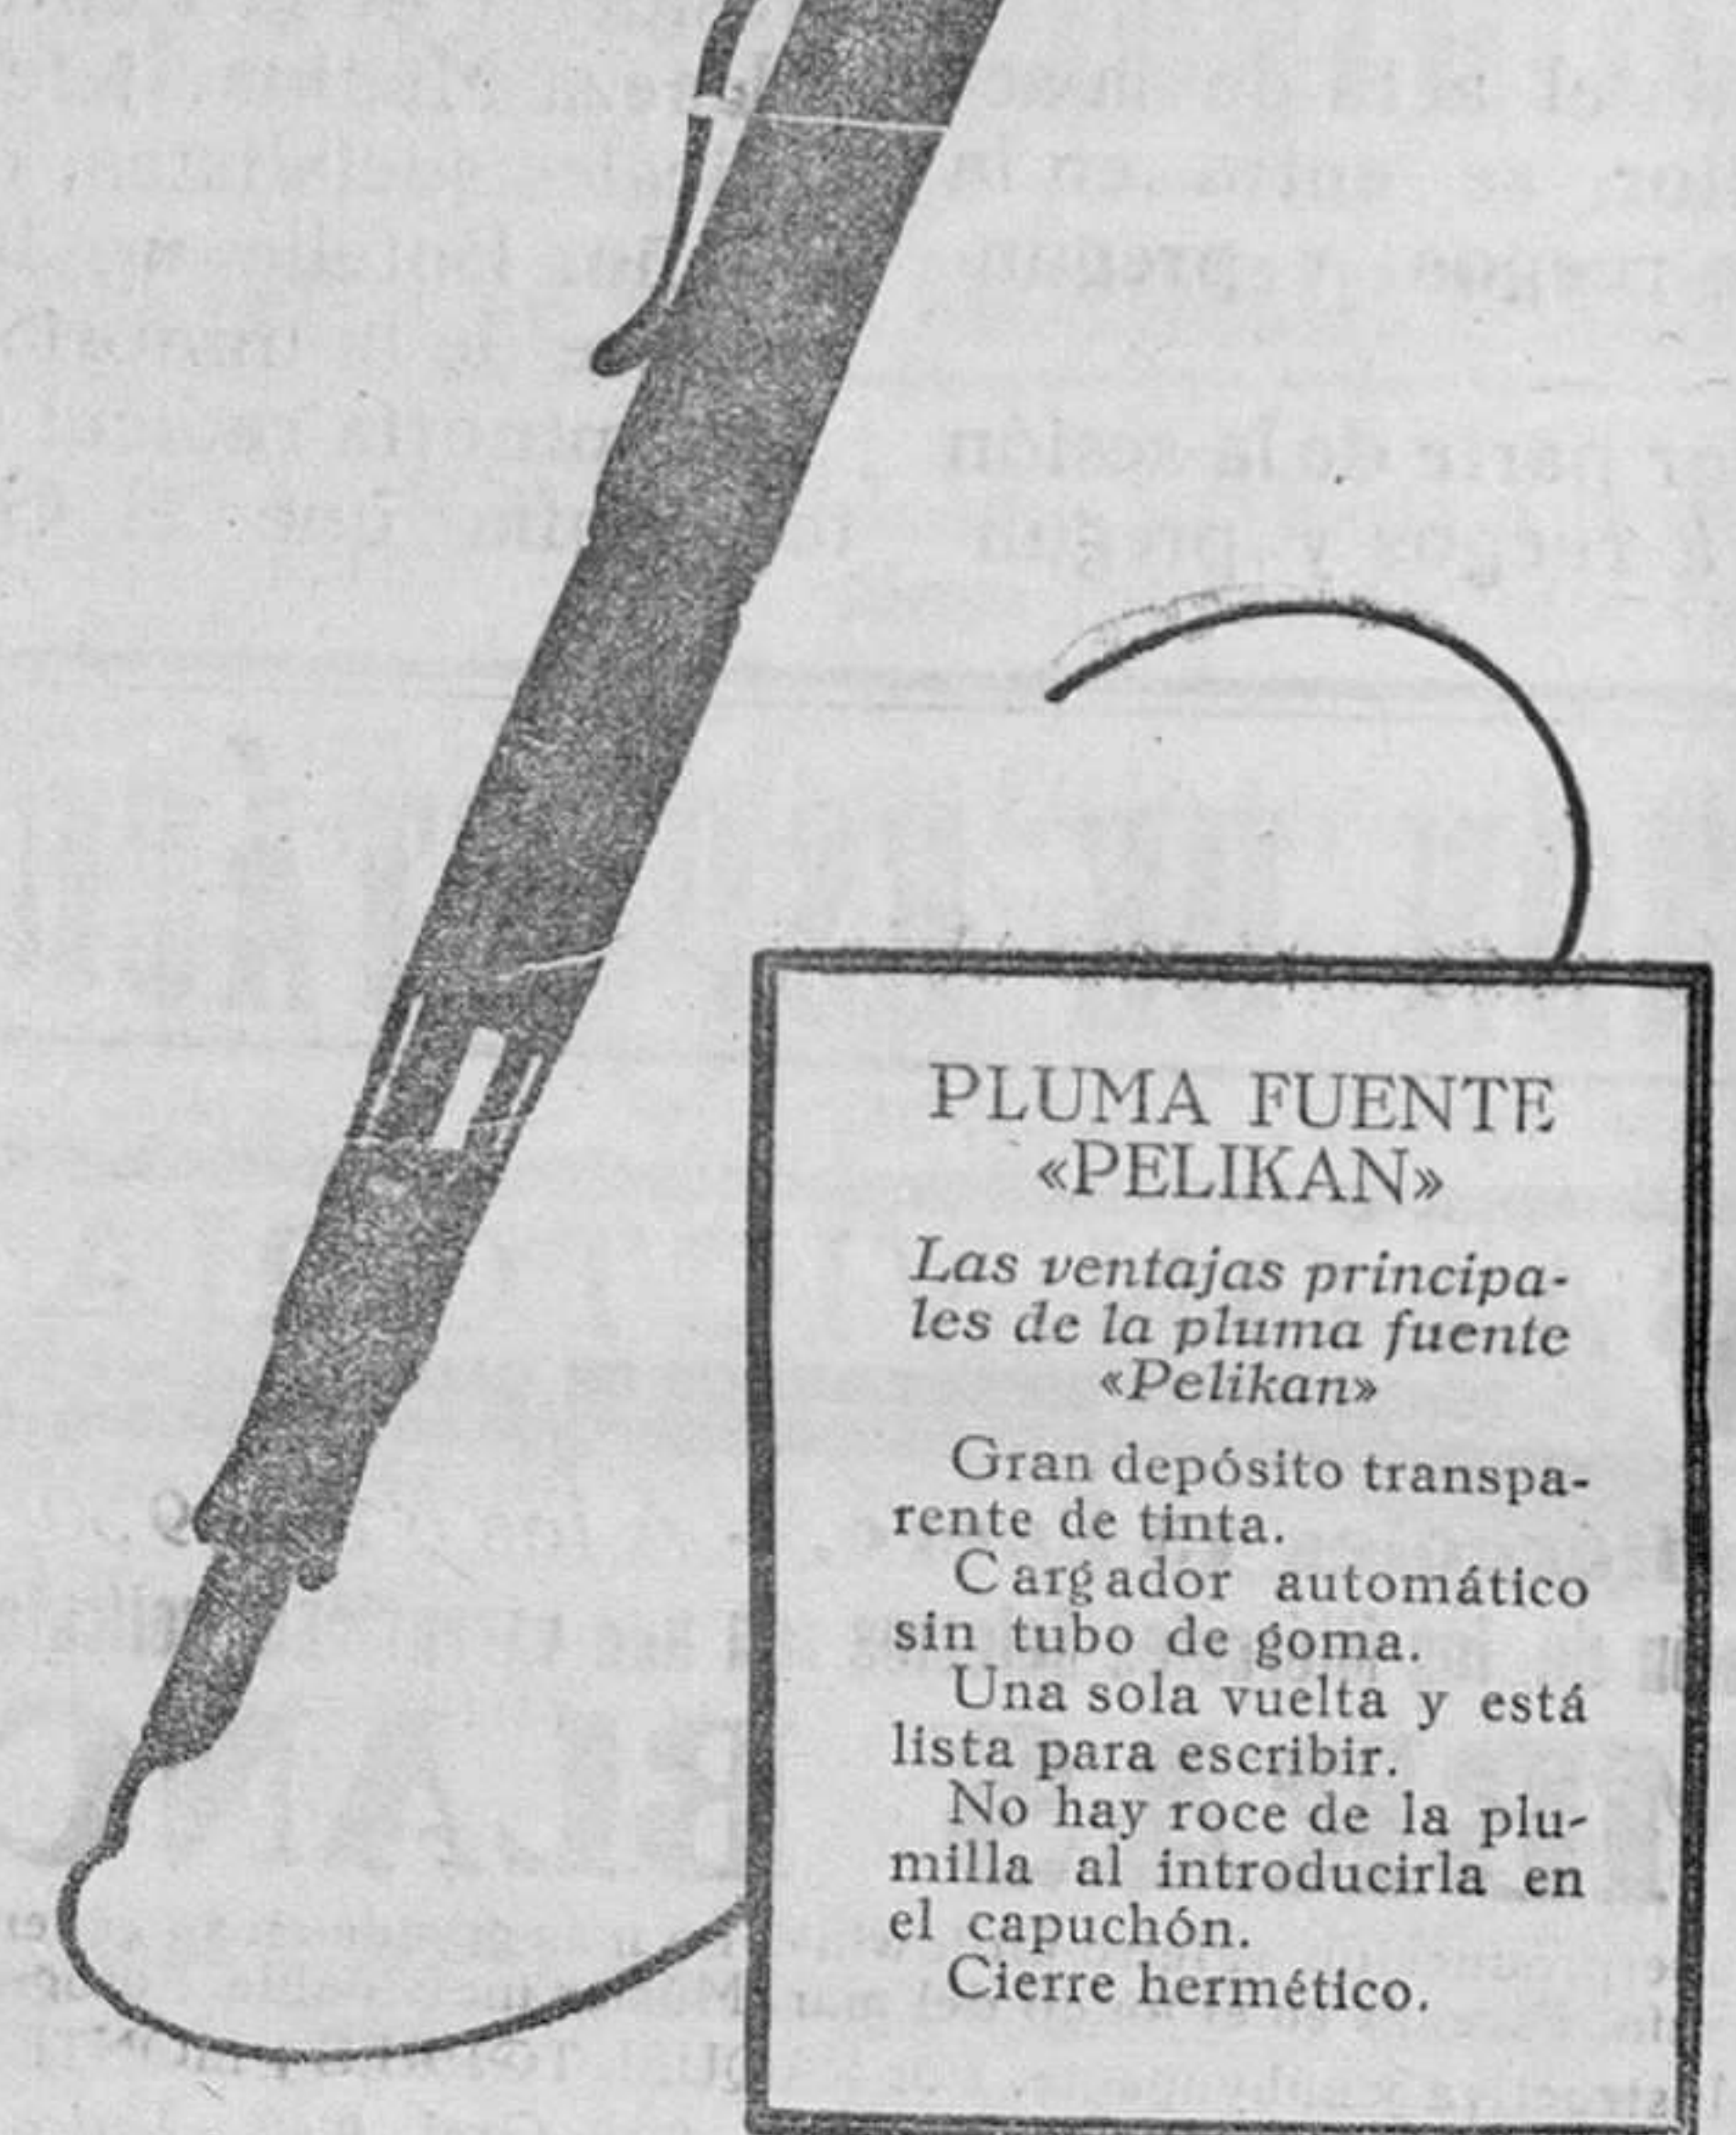 PLUMA FUENTE
«PELIKAN»
Las ventajas principa-
les de la pluma fuente
«Pelikan»
Gran depósito transpa-
rente de tinta.
Cargador automático
sin tubo de goma.
Una sola vuelta y está
lista para escribir.
No hay roce de la plu-
milla al introducirla en
el capuchón.
Cierre hermético.